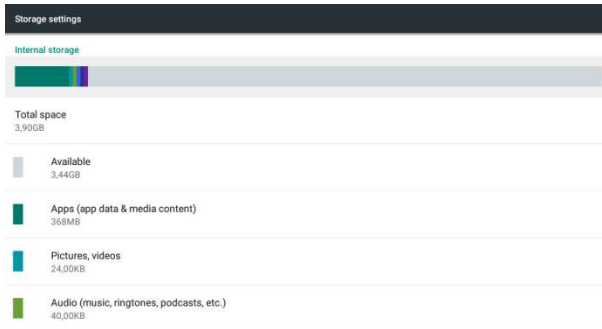 Storage settings
Internal storage
Total space
3,90GB
Available
3,44GB
Apps (app data & media content)
368MB
Pictures, videos
24,00KB
Audio (music, ringtones, podcasts, etc.)
40,00KB